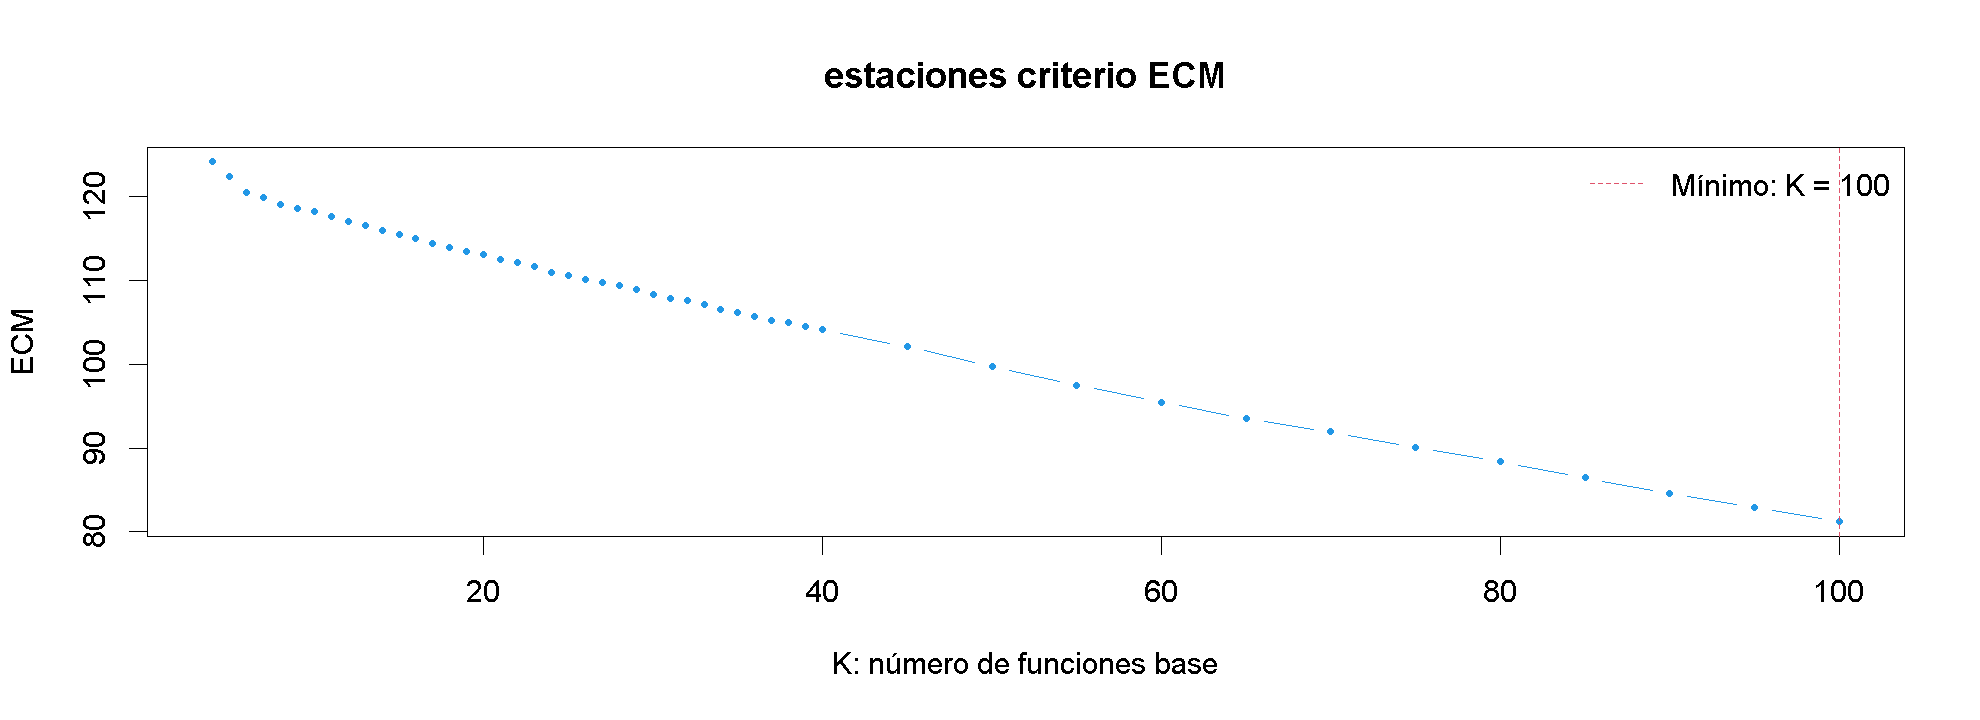 estaciones criterio ECM
Mínimo: K = 100
ECM
120
110
100
90
80
20 40 60 80 100
K: número de funciones base